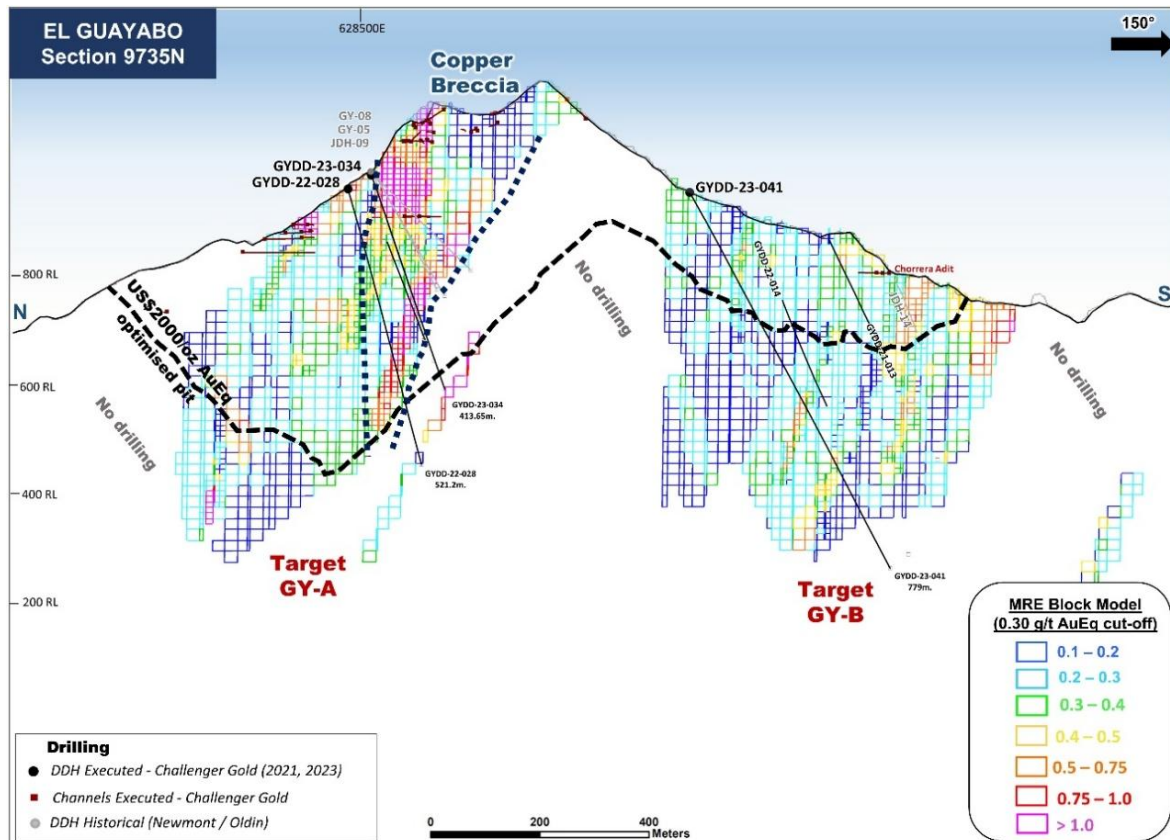 EL GUAYABO
Section 9735N
628500E
150°
Copper
Breccia
GY-08
GY-05
JDH-09
GYDD-23-034
GYDD-22-028
GYDD-23-041
GYDD-22-014
Chorrera Adit
JDH-14
GYDD-21-013
800 RL
600 RL
400 RL
200 RL
N
S
US$2000/oz AuEq
optimised pit
No drilling
No drilling
No drilling
GYDD-23-034
413.65m.
GYDD-22-028
521.2m.
GYDD-23-041
779m.
Target
GY-A
Target
GY-B
MRE Block Model
(0.30 g/t AuEq cut-off)
0.1 – 0.2
0.2 – 0.3
0.3 – 0.4
0.4 – 0.5
0.5 – 0.75
0.75 – 1.0
> 1.0
Drilling
DDH Executed - Challenger Gold (2021, 2023)
Channels Executed - Challenger Gold
DDH Historical (Newmont / Odin)
0 200 400
Meters